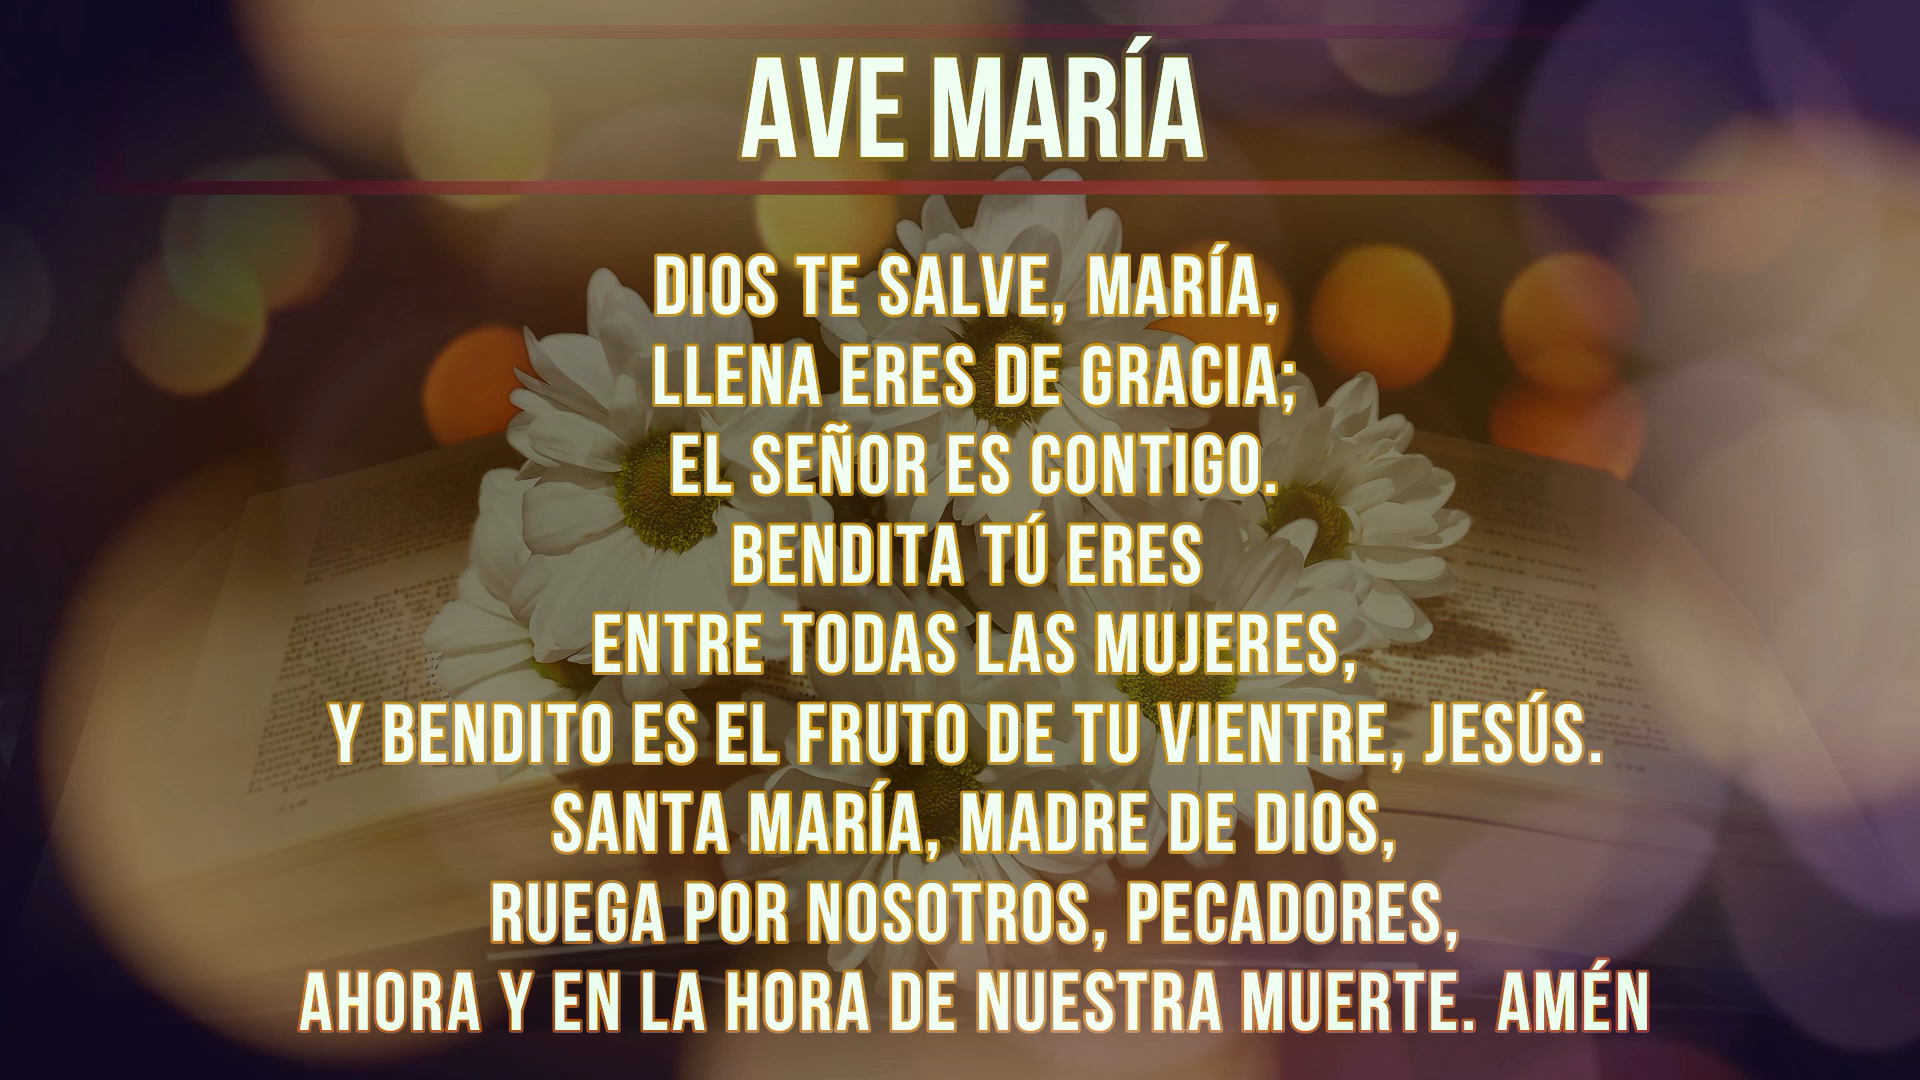 AVE MARÍA
DIOS TE SALVE, MARÍA,
LLENA ERES DE GRACIA;
EL SEÑOR ES CONTIGO.
BENDITA TÚ ERES
ENTRE TODAS LAS MUJERES,
Y BENDITO ES EL FRUTO DE TU VIENTRE, JESÚS.
SANTA MARÍA, MADRE DE DIOS,
RUEGA POR NOSOTROS, PECADORES,
AHORA Y EN LA HORA DE NUESTRA MUERTE. AMÉN